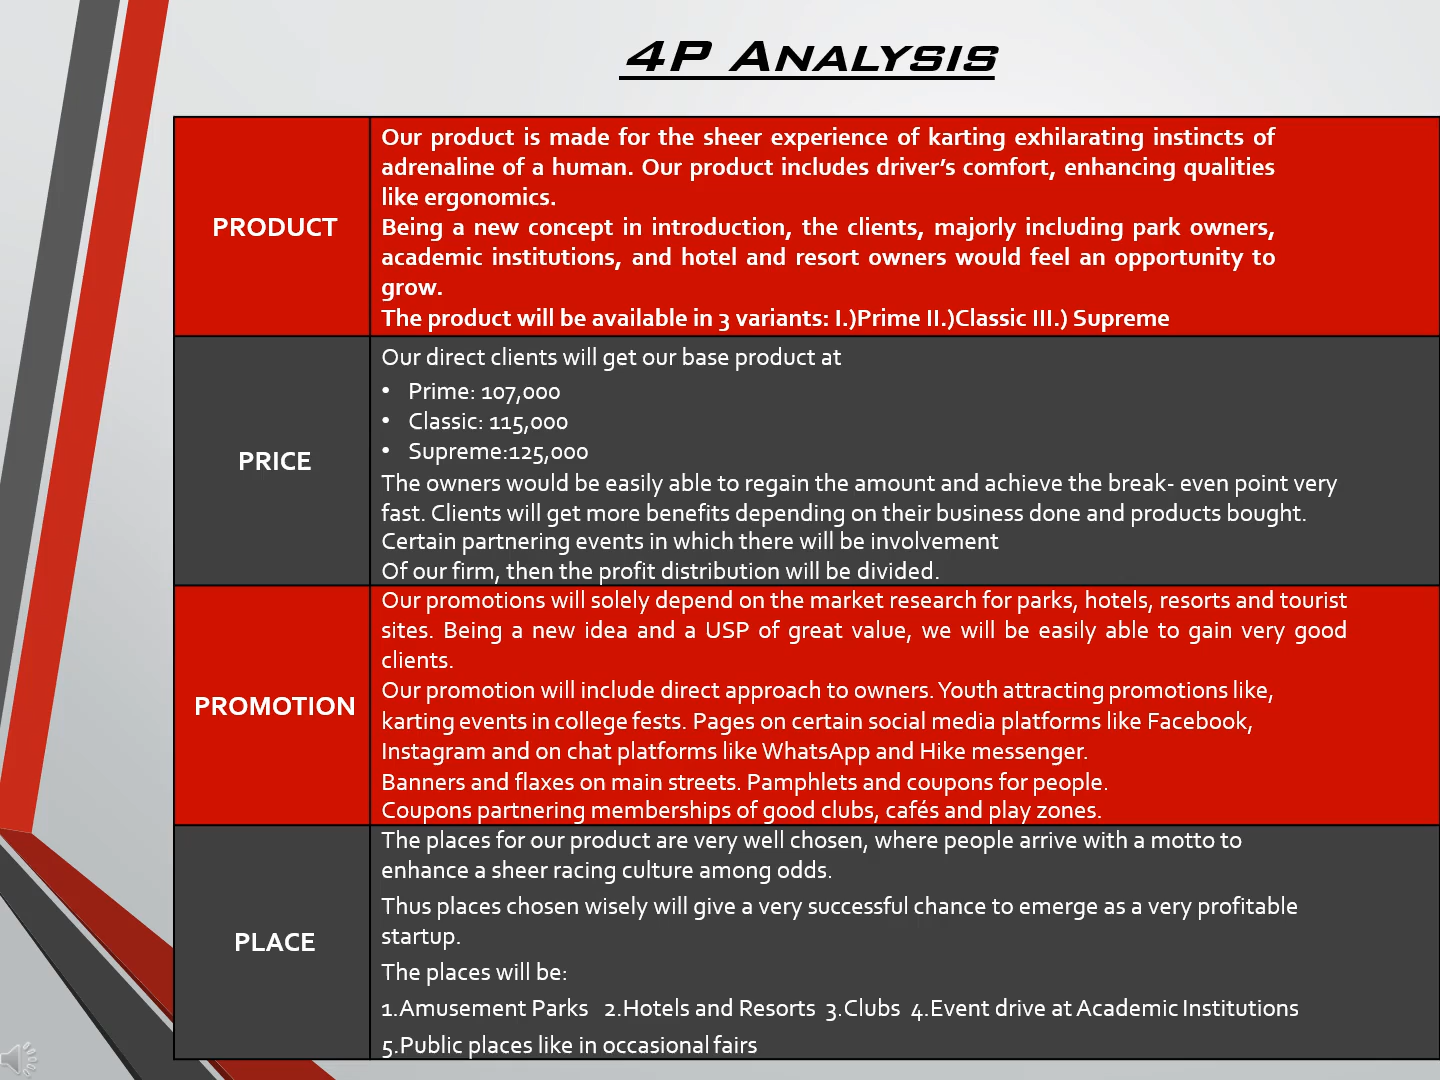 4P Analysis
PRODUCT
Our product is made for the sheer experience of karting exhilarating instincts of
adrenaline of a human. Our product includes driver’s comfort, enhancing qualities
like ergonomics.
Being a new concept in introduction, the clients, majorly including park owners,
academic institutions, and hotel and resort owners would feel an opportunity to
grow.
The product will be available in 3 variants: I.)Prime II.)Classic III.) Supreme
PRICE
Our direct clients will get our base product at
• Prime: 107,000
• Classic: 115,000
• Supreme:125,000
The owners would be easily able to regain the amount and achieve the break- even point very
fast. Clients will get more benefits depending on their business done and products bought.
Certain partnering events in which there will be involvement
Of our firm, then the profit distribution will be divided.
PROMOTION
Our promotions will solely depend on the market research for parks, hotels, resorts and tourist
sites. Being a new idea and a USP of great value, we will be easily able to gain very good
clients.
Our promotion will include direct approach to owners. Youth attracting promotions like,
karting events in college fests. Pages on certain social media platforms like Facebook,
Instagram and on chat platforms like WhatsApp and Hike messenger.
Banners and flaxes on main streets. Pamphlets and coupons for people.
Coupons partnering memberships of good clubs, cafés and play zones.
PLACE
The places for our product are very well chosen, where people arrive with a motto to
enhance a sheer racing culture among odds.
Thus places chosen wisely will give a very successful chance to emerge as a very profitable
startup.
The places will be:
1.Amusement Parks 2.Hotels and Resorts 3.Clubs 4.Event drive at Academic Institutions
5.Public places like in occasional fairs